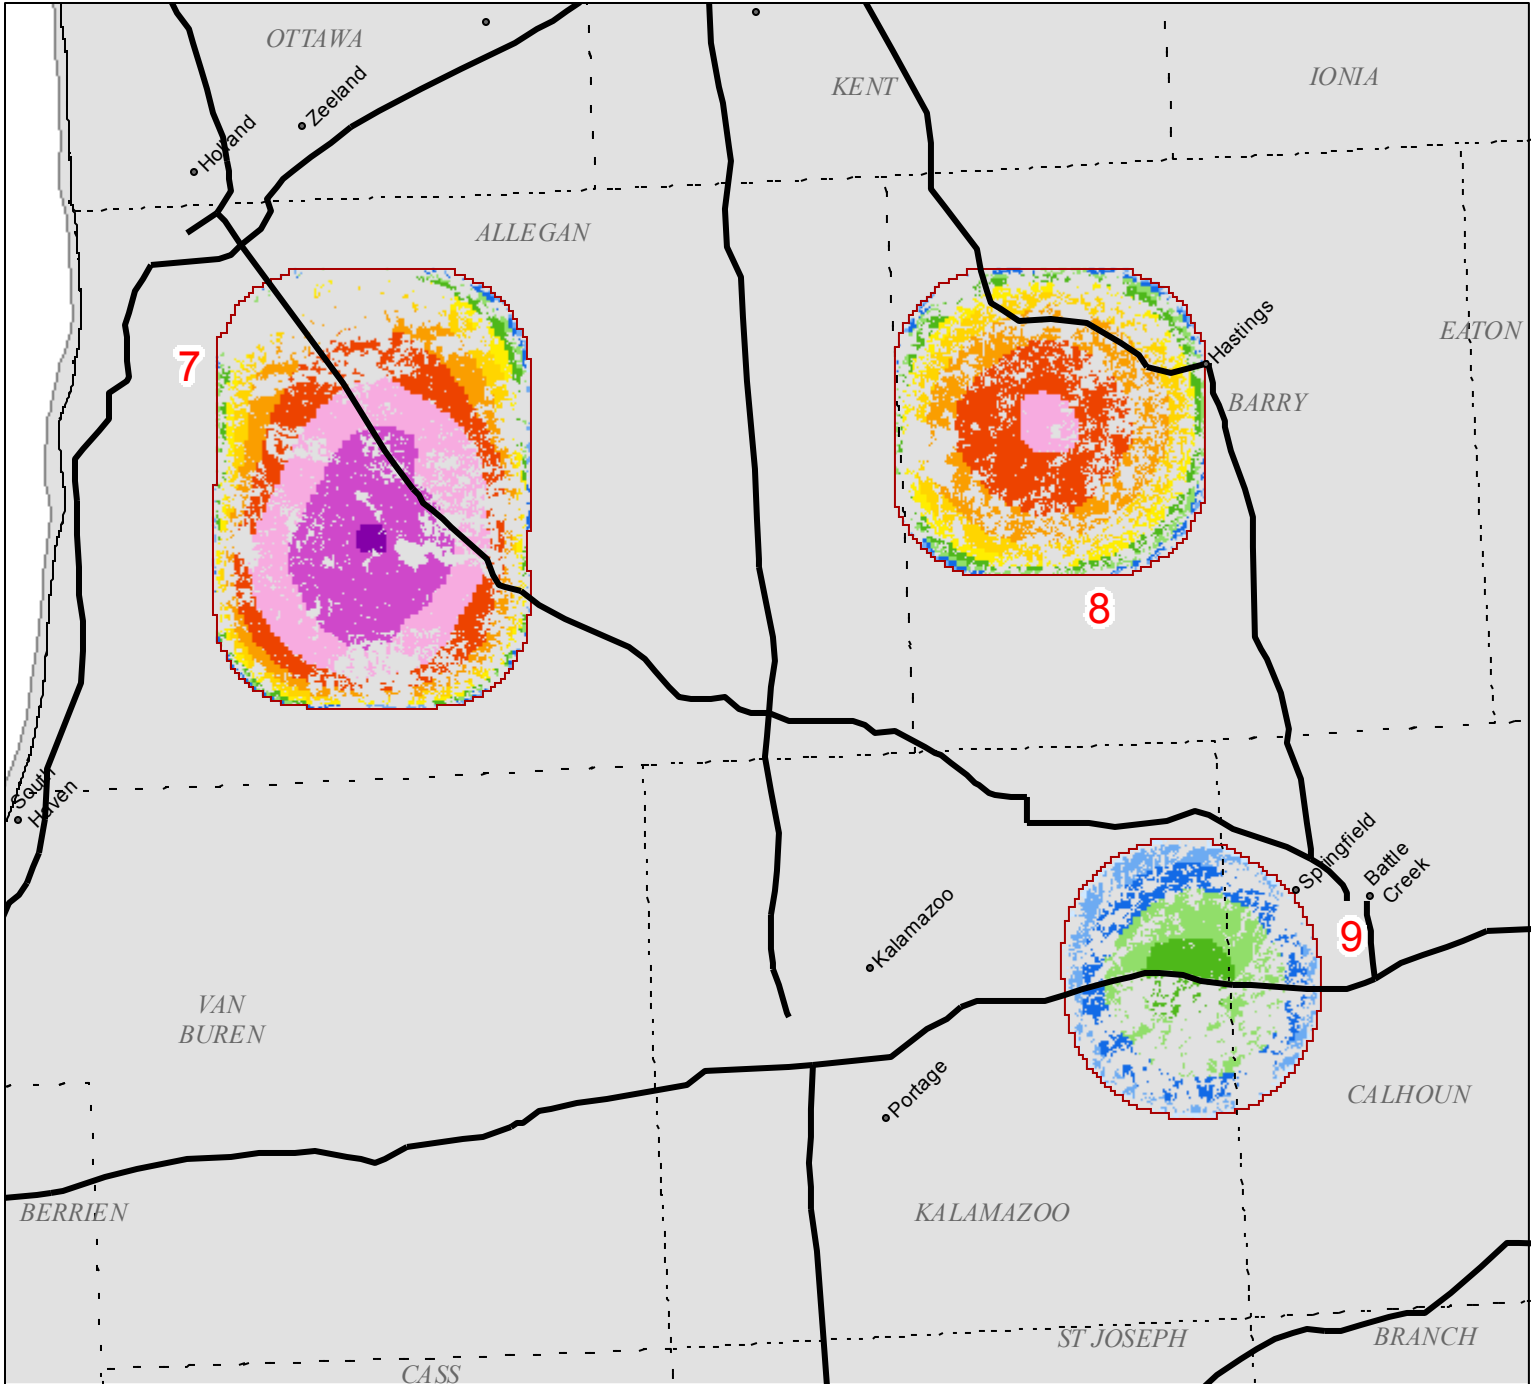 OTTAWA
KENT
IONIA
Zeeland
Holland
ALLEGAN
7
Hastings
EATON
BARRY
8
South
Haven
Springfield
Battle
Creek
Kalamazoo
9
VAN
BUREN
Portage
CALHOUN
BERRIEN
KALAMAZOO
ST JOSEPH
BRANCH
CASS